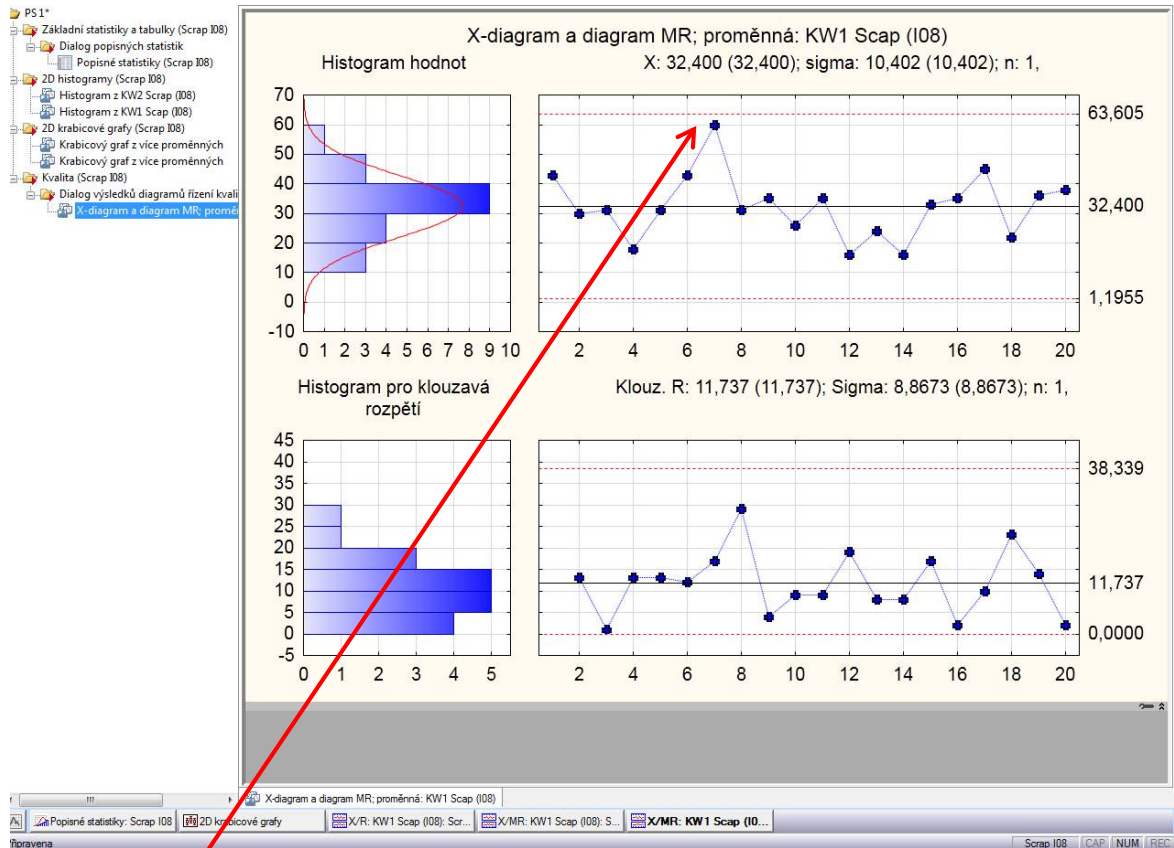 PS 1*
Základní statistiky a tabulky (Scrap I08)
Dialog popisných statistik
Popisné statistiky (Scrap I08)
2D histogramy (Scrap I08)
Histogram z KW2 Scrap (I08)
Histogram z KW1 Scap (I08)
2D krabicové grafy (Scrap I08)
Krabicový graf z více proměnných
Krabicový graf z více proměnných
Kvalita (Scrap I08)
Dialog výsledků diagramů řízení kvali
X-diagram a diagram MR; promě
X-diagram a diagram MR; proměnná: KW1 Scap (I08)
Histogram hodnot
X: 32,400 (32,400); sigma: 10,402 (10,402); n: 1,
70
60
50
40
30
20
10
0
-10
0 1 2 3 4 5 6 7 8 9 10
63,605
32,400
1,1955
2 4 6 8 10 12 14 16 18 20
Histogram pro klouzavá
rozpětí
Klouz. R: 11,737 (11,737); Sigma: 8,8673 (8,8673); n: 1,
45
40
35
30
25
20
15
10
5
0
-5
0 1 2 3 4 5
38,339
11,737
0,0000
2 4 6 8 10 12 14 16 18 20
X-diagram a diagram MR; proměnná: KW1 Scap (I08)
Popisné statistiky: Scrap I08
2D krabicové grafy
X/R: KW1 Scap (I08): Scr...
X/MR: KW1 Scap (I08): S...
X/MR: KW1 Scap (I0...
Připravena
Scrap I08 CAP NUM REC